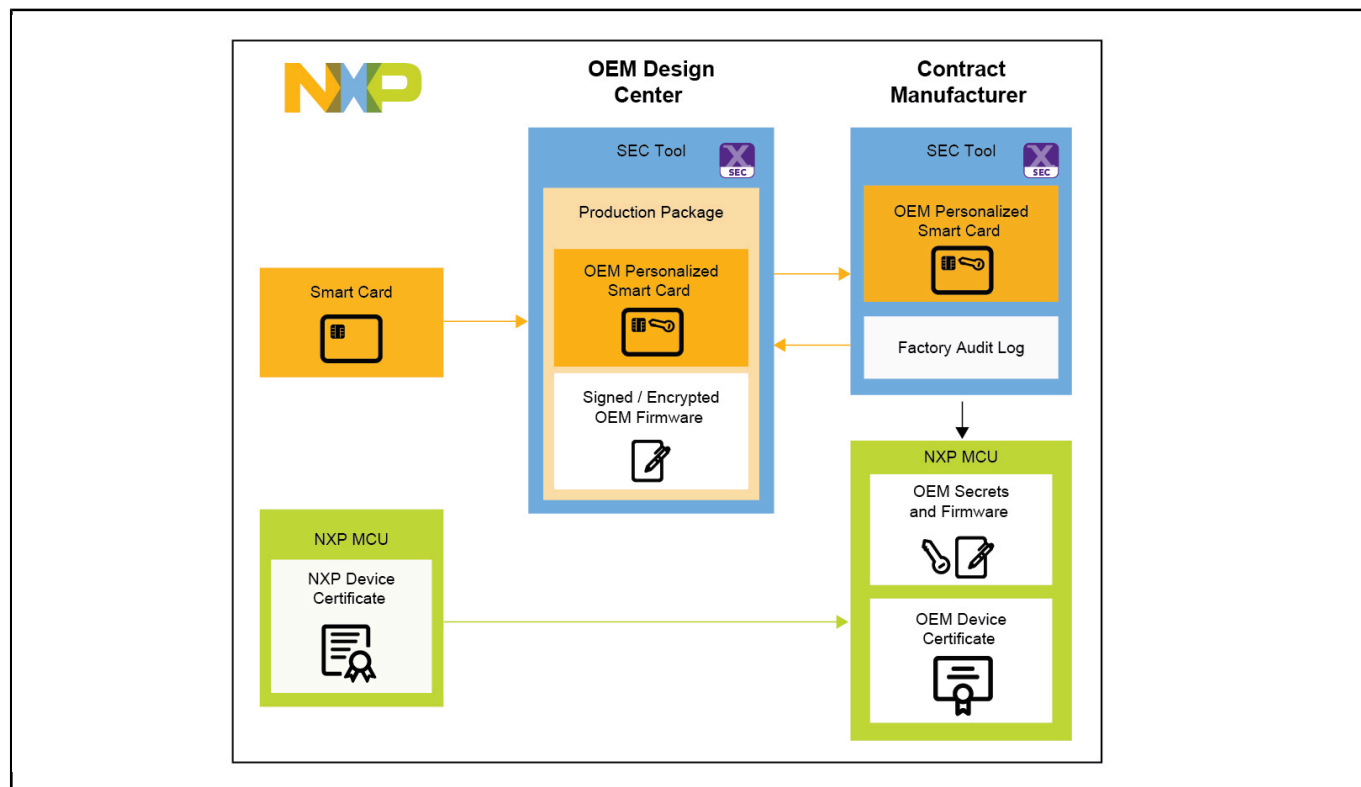 NXP
OEM Design
Center
Contract
Manufacturer
SEC Tool
X
SEC
SEC Tool
X
SEC
Production Package
OEM Personalized
Smart Card
OEM Personalized
Smart Card
Smart Card
Factory Audit Log
Signed / Encrypted
OEM Firmware
NXP MCU
OEM Secrets
and Firmware
NXP MCU
NXP Device
Certificate
OEM Device
Certificate